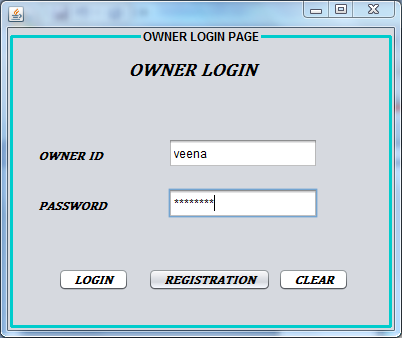 OWNER LOGIN PAGE
OWNER LOGIN
OWNER ID veena
PASSWORD ********
LOGIN REGISTRATION CLEAR